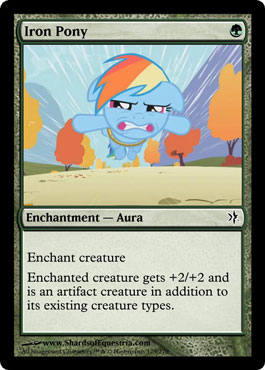 Iron Pony
Enchantment — Aura
Enchant creature
Enchanted creature gets +2/+2 and
is an artifact creature in addition to
its existing creature types.
www.ShardsofEquestria.com